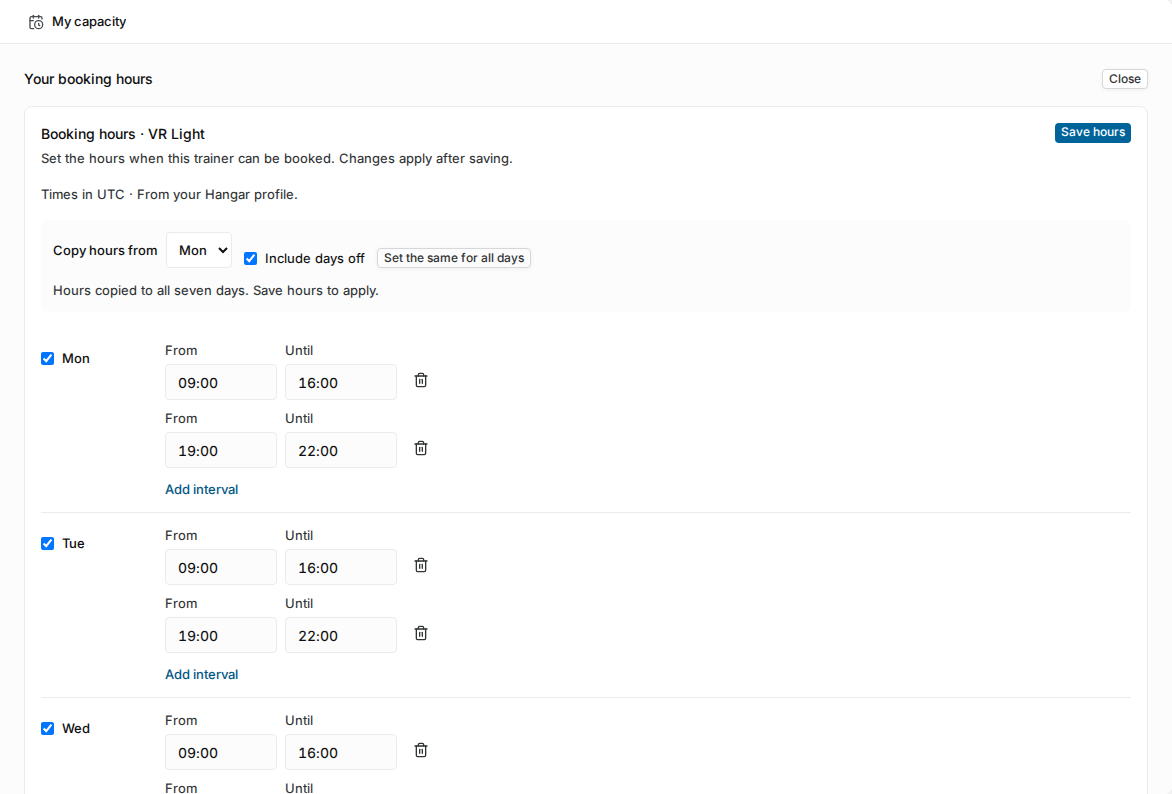 My capacity
Your booking hours
Close
Booking hours · VR Light
Save hours
Set the hours when this trainer can be booked. Changes apply after saving.
Times in UTC · From your Hangar profile.
Copy hours from Mon Include days off Set the same for all days
Hours copied to all seven days. Save hours to apply.
Mon
From Until
09:00 16:00
From Until
19:00 22:00
Add interval
Tue
From Until
09:00 16:00
From Until
19:00 22:00
Add interval
Wed
From Until
09:00 16:00
From Until